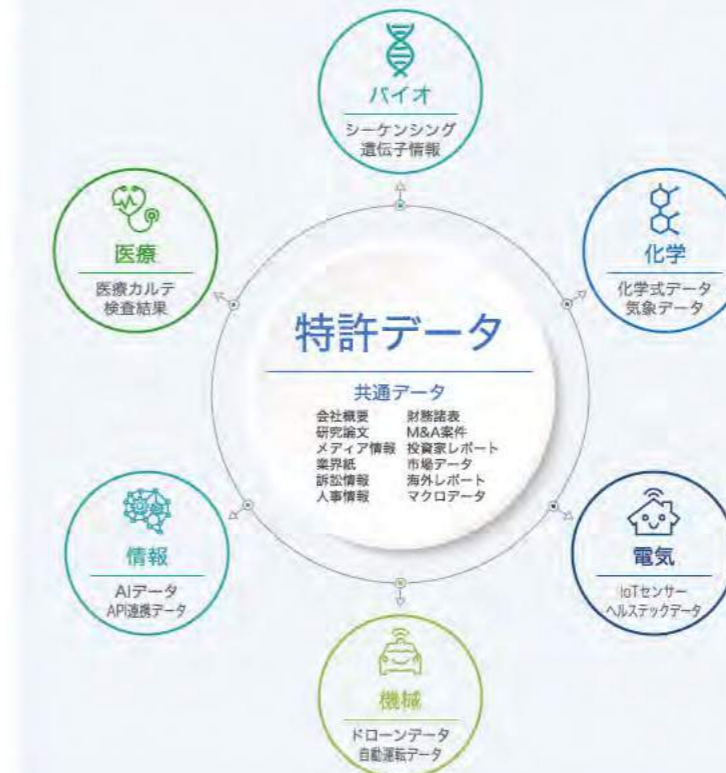 バイオ
シーケンシング
遺伝子情報
医療
医療カルテ
検査結果
化学
化学式データ
気象データ
特許データ
共通データ
会社概要 財務諸表
研究論文 M&A案件
メディア情報 投資家レポート
業界紙 市場データ
訴訟情報 海外レポート
人事情報 マクロデータ
情報
AIデータ
API連携データ
電気
IoTセンサー
ヘルステックデータ
機械
ドローンデータ
自動運転データ